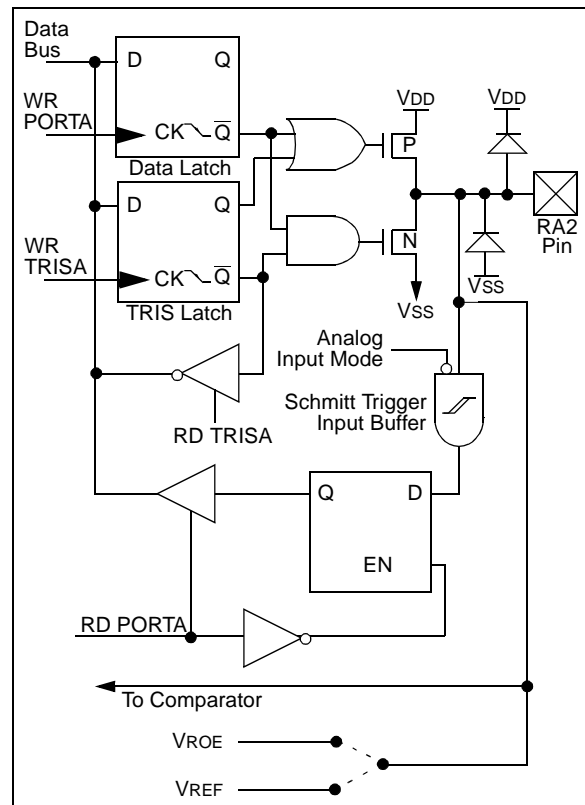 Data
Bus
D Q
WR
PORTA
CK Q
Data Latch
VDD
P
VDD
D Q
WR
TRISA
CK Q
TRIS Latch
N
VSS
VSS
RA2
Pin
Analog
Input Mode
Schmitt Trigger
Input Buffer
RD TRISA
Q D
EN
RD PORTA
To Comparator
VROE
VREF